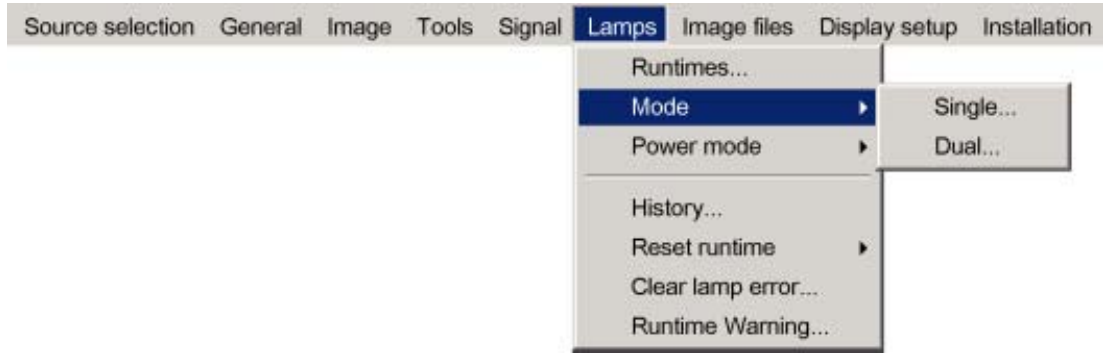 Source selection General Image Tools Signal Lamps Image files Display setup Installation
Runtimes...
Mode
Single...
Power mode
Dual...
History...
Reset runtime
Clear lamp error...
Runtime Warning...